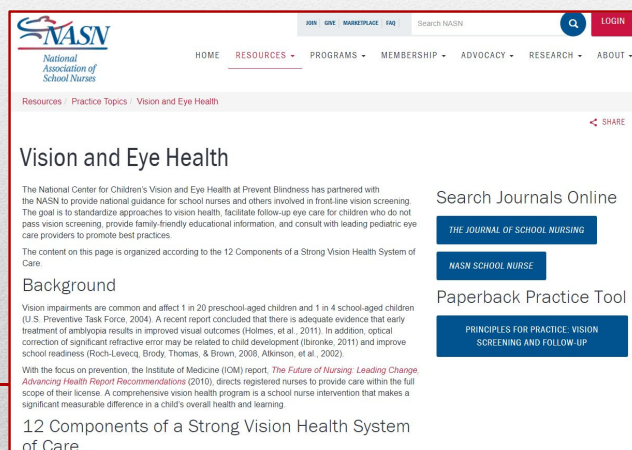 NASN
National
Association of
School Nurses
JOIN GIVE MARKETPLACE FAQ
Search NASN
LOGIN
HOME RESOURCES PROGRAMS MEMBERSHIP ADVOCACY RESEARCH ABOUT
Resources / Practice Topics / Vision and Eye Health
SHARE
Vision and Eye Health
The National Center for Children's Vision and Eye Health at Prevent Blindness has partnered with
the NASN to provide national guidance for school nurses and others involved in front-line vision screening.
The goal is to standardize approaches to vision health, facilitate follow-up eye care for children who do not
pass vision screening, provide family-friendly educational information, and consult with leading pediatric eye
care providers to promote best practices.
The content on this page is organized according to the 12 Components of a Strong Vision Health System of
Care.
Background
Vision impairments are common and affect 1 in 20 preschool-aged children and 1 in 4 school-aged children
(U.S. Preventive Task Force, 2004). A recent report concluded that there is adequate evidence that early
treatment of amblyopia results in improved visual outcomes (Holmes, et al., 2011). In addition, optical
correction of significant refractive error may be related to child development (Ibironke, 2011) and improve
school readiness (Roch-Levecq, Brody, Thomas, & Brown, 2008, Atkinson, et al., 2002).
With the focus on prevention, the Institute of Medicine (IOM) report, The Future of Nursing: Leading Change,
Advancing Health Report Recommendations (2010), directs registered nurses to provide care within the full
scope of their license. A comprehensive vision health program is a school nurse intervention that makes a
significant measurable difference in a child's overall health and learning.
12 Components of a Strong Vision Health System
of Care
Search Journals Online
THE JOURNAL OF SCHOOL NURSING
NASN SCHOOL NURSE
Paperback Practice Tool
PRINCIPLES FOR PRACTICE: VISION
SCREENING AND FOLLOW-UP